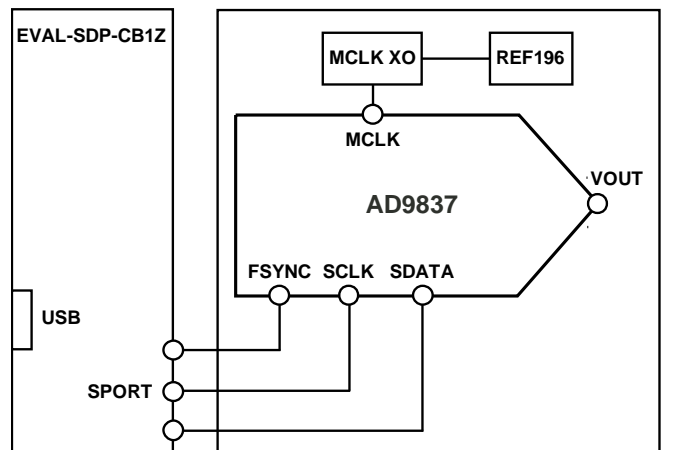 EVAL-SDP-CB1Z
MCLK XO
REF196
MCLK
VOUT
AD9837
FSYNC SCLK SDATA
USB
SPORT